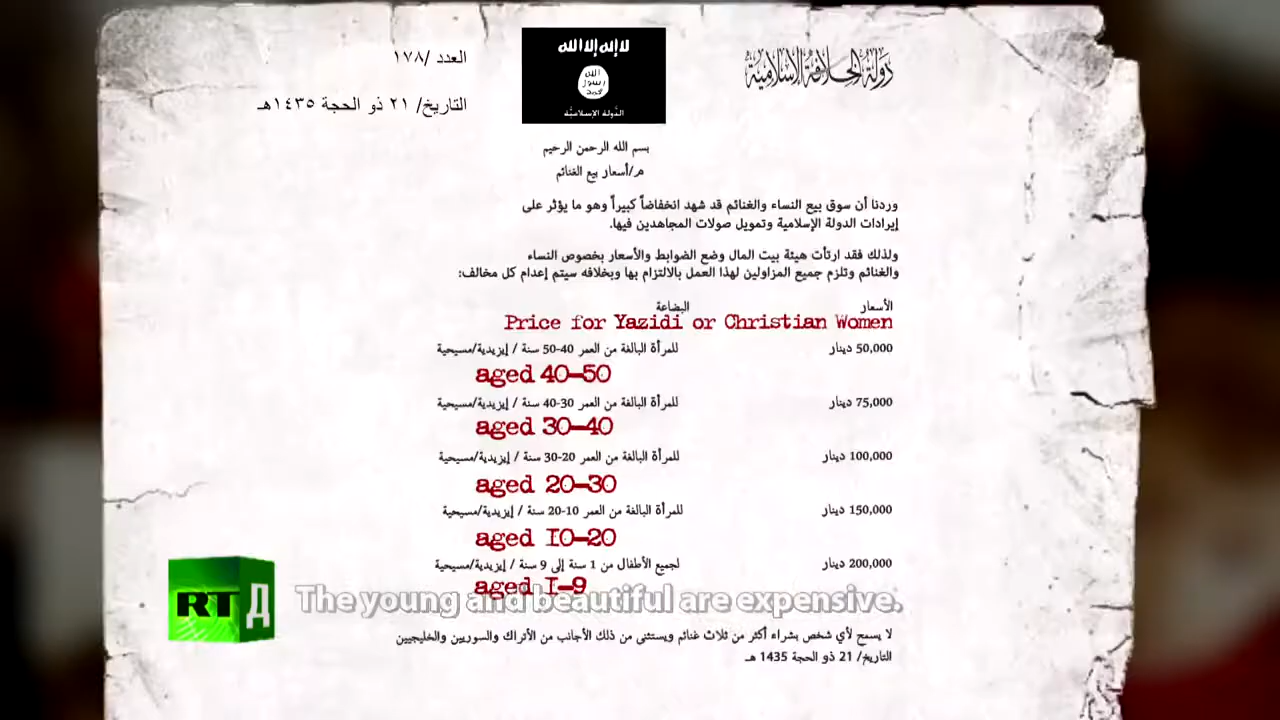 العدد /١٧٨
التاريخ/ ٢١ ذو الحجة ١٤٣٥هـ
لا إله إلا الله
الله
رسول
محمد
الدولة الإسلامية
دولة الخلافة الإسلامية
بسم الله الرحمن الرحيم
م/أسعار بيع الغنائم
وردنا أن سوق بيع النساء والغنائم قد شهد انخفاضاً كبيراً وهو ما يؤثر على
إيرادات الدولة الإسلامية وتمويل صولات المجاهدين فيها.
ولذلك فقد ارتأت هيئة بيت المال وضع الضوابط والأسعار بخصوص النساء
والغنائم وتلزم جميع المزاولين لهذا العمل بالالتزام بها وبخلافه سيتم إعدام كل مخالف:
الأسعار البضاعة
Price for Yazidi or Christian Women
50,000 دينار للمرأة البالغة من العمر 40-50 سنة / إيزيدية/مسيحية
aged 40-50
75,000 دينار للمرأة البالغة من العمر 30-40 سنة / إيزيدية/مسيحية
aged 30-40
100,000 دينار للمرأة البالغة من العمر 20-30 سنة / إيزيدية/مسيحية
aged 20-30
150,000 دينار للمرأة البالغة من العمر 10-20 سنة / إيزيدية/مسيحية
aged 10-20
200,000 دينار لجميع الأطفال من 1 سنة إلى 9 سنة / إيزيدية/مسيحية
aged 1-9
RT Д
The young and beautiful are expensive.
لا يسمح لأي شخص بشراء أكثر من ثلاث غنائم ويستثنى من ذلك الأجانب من الأتراك والسوريين والخليجيين
التاريخ/ 21 ذو الحجة 1435 هـ